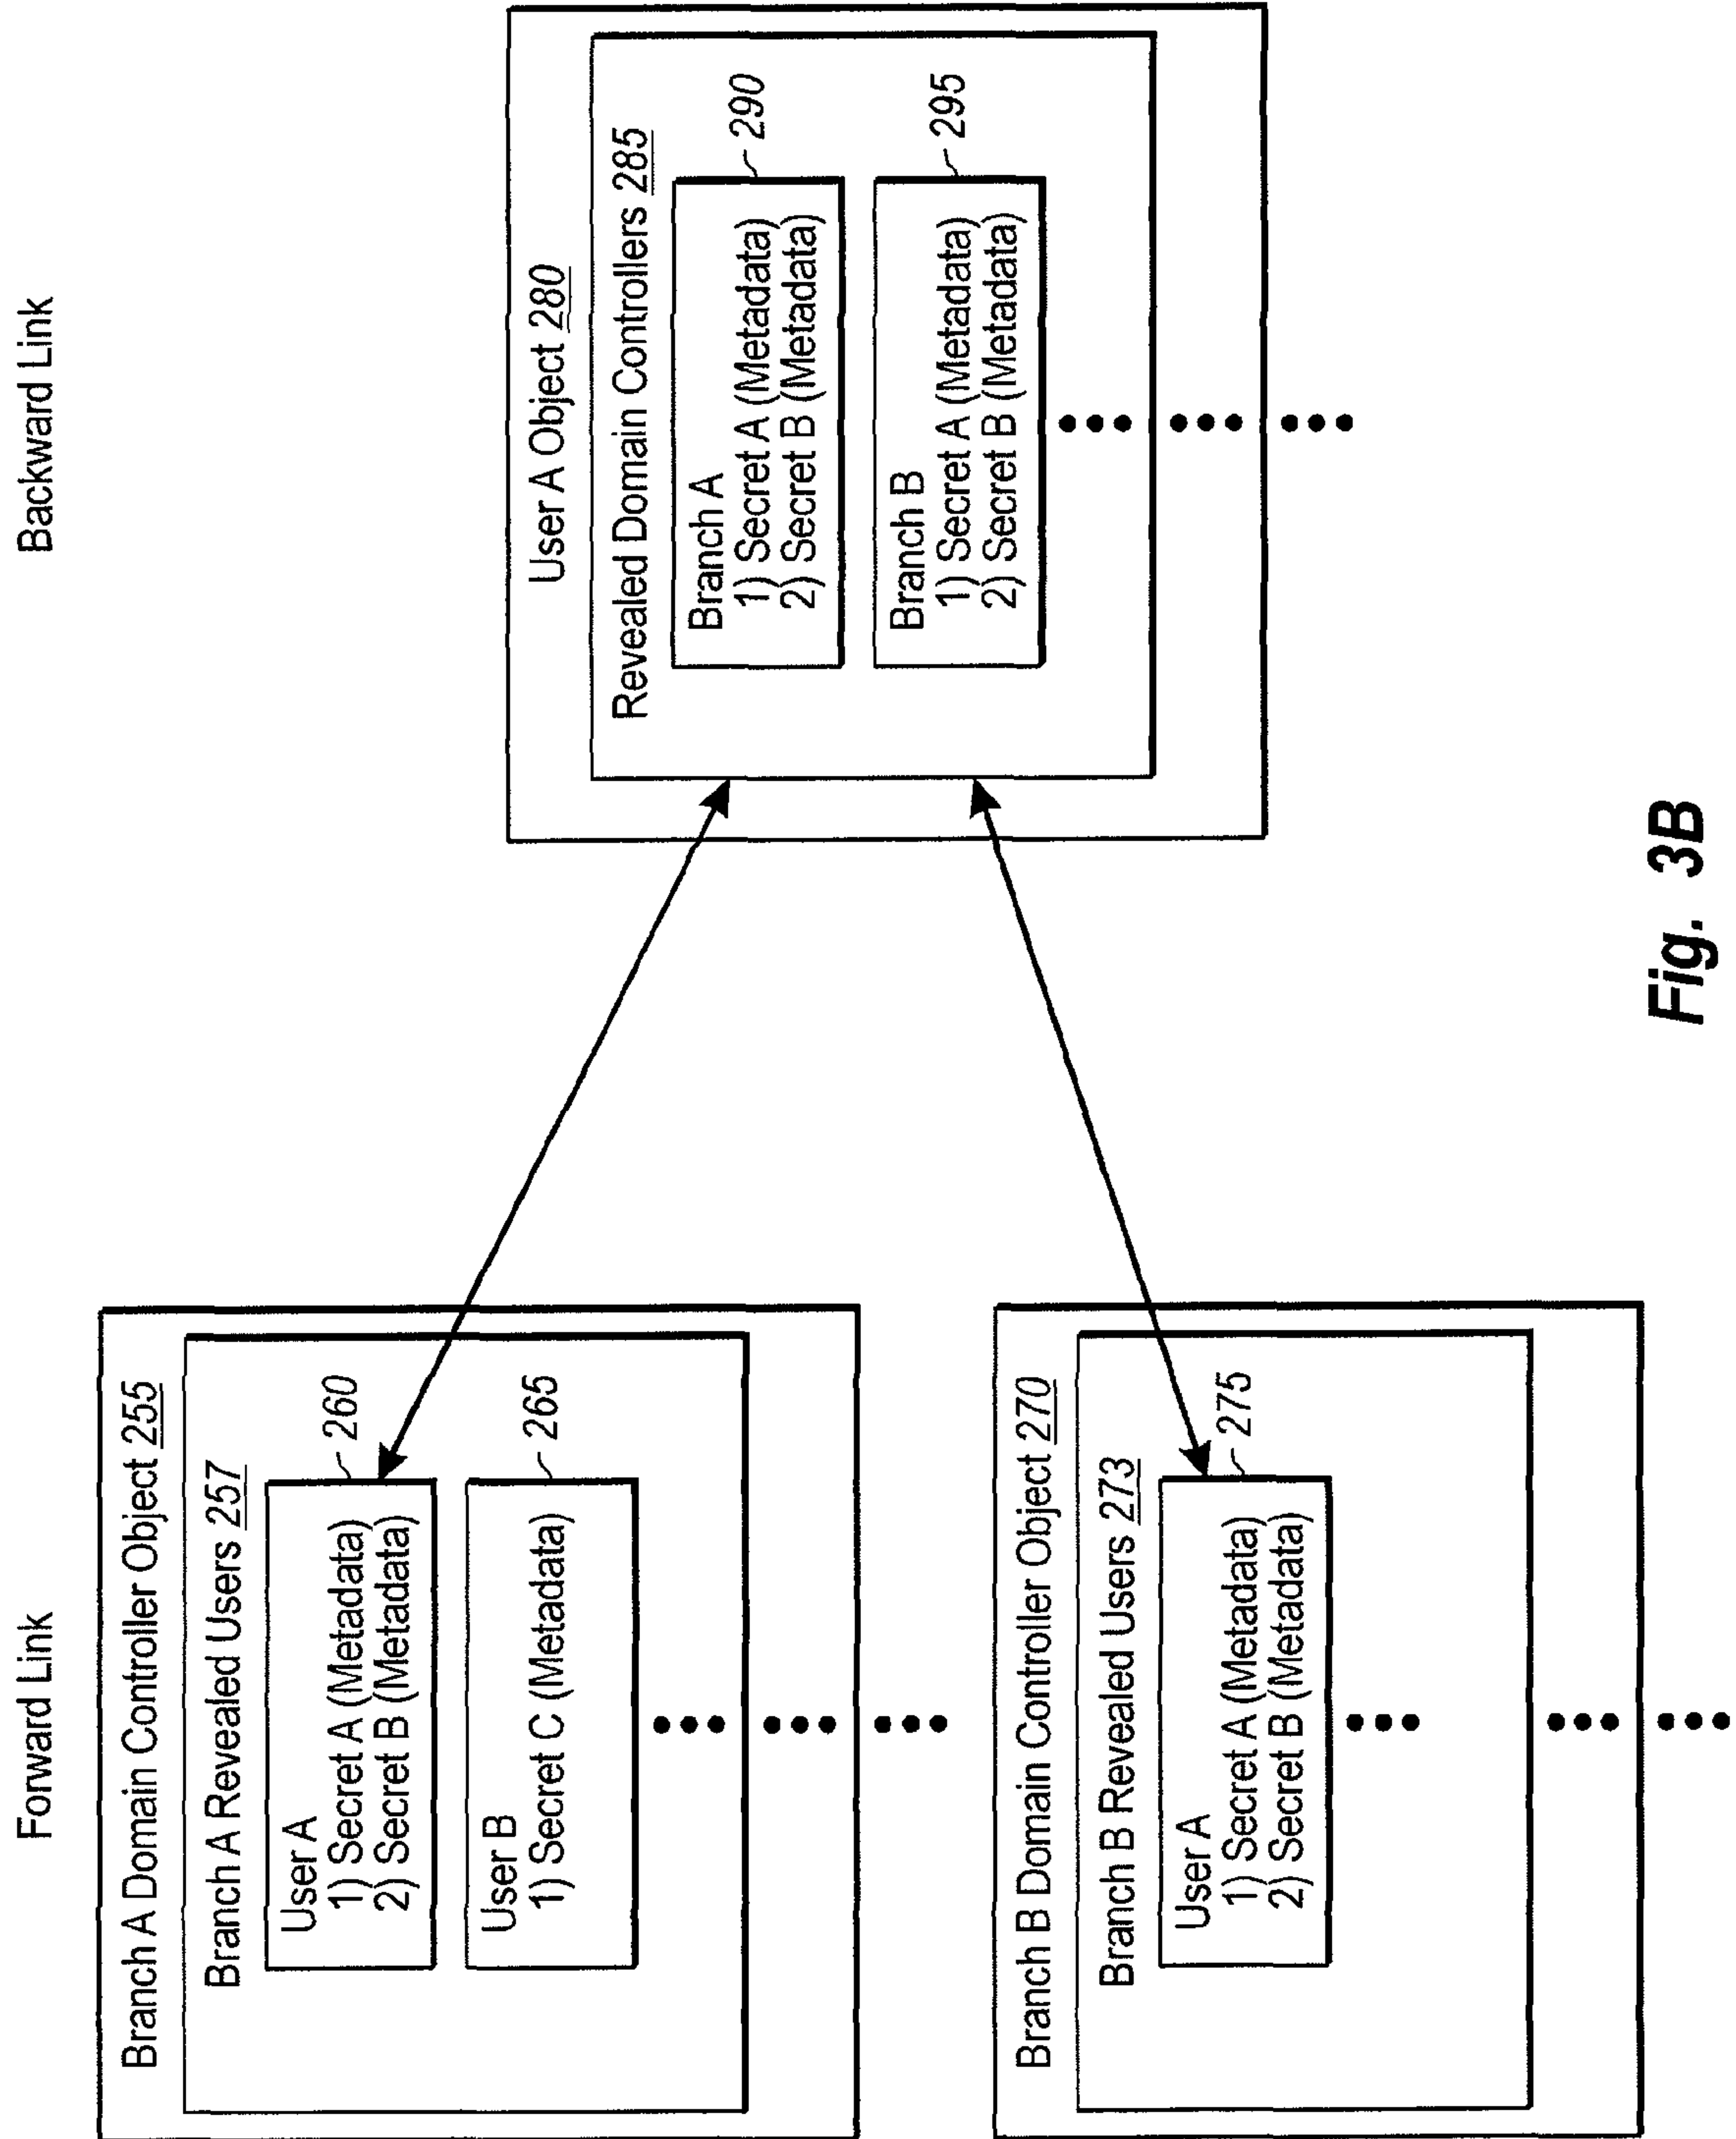 Forward Link
Backward Link
Branch A Domain Controller Object 255
Branch A Revealed Users 257
User A
1) Secret A (Metadata)
2) Secret B (Metadata)
260
User B
1) Secret C (Metadata)
265
Branch B Domain Controller Object 270
Branch B Revealed Users 273
User A
1) Secret A (Metadata)
2) Secret B (Metadata)
275
User A Object 280
Revealed Domain Controllers 285
Branch A
1) Secret A (Metadata)
2) Secret B (Metadata)
290
Branch B
1) Secret A (Metadata)
2) Secret B (Metadata)
295
Fig. 3B